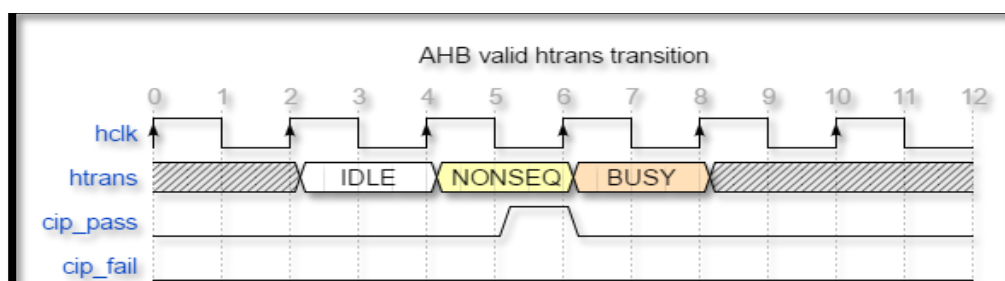 AHB valid htrans transition
0 1 2 3 4 5 6 7 8 9 10 11 12
hclk
htrans IDLE NONSEQ BUSY
cip_pass
cip_fail